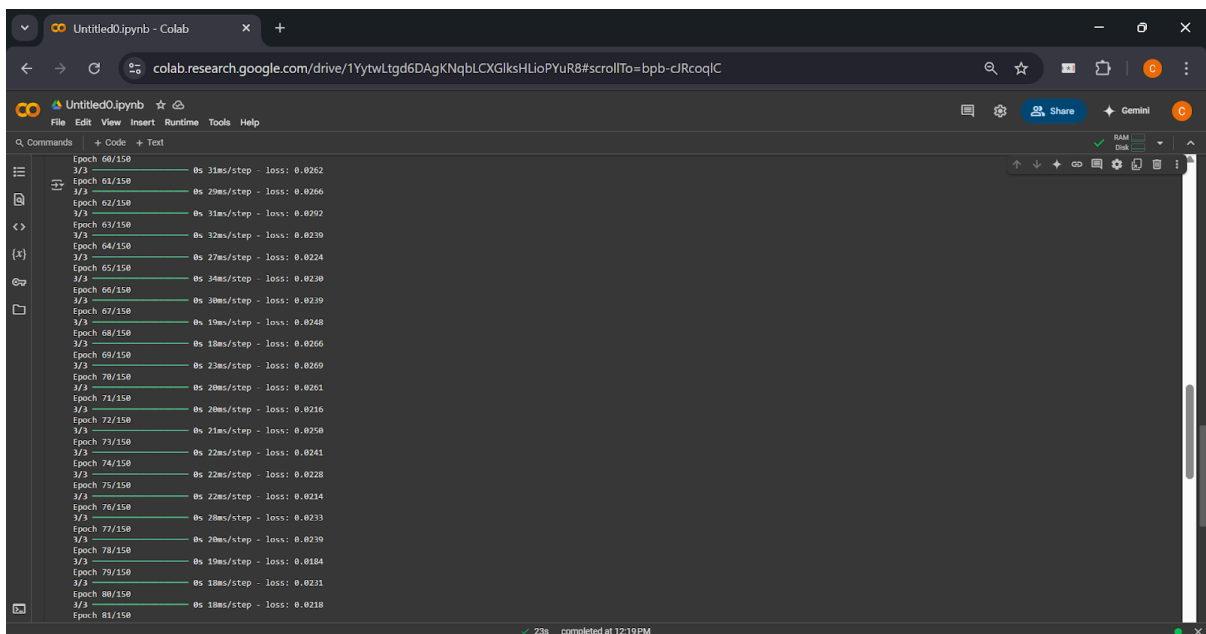 Untitled0.ipynb - Colab
colab.research.google.com/drive/1YytwLtgd6DAgKNqbLCXGlksHLioPYuR8#scrollTo=bpb-cJRcoqlC
C
Untitled0.ipynb
File Edit View Insert Runtime Tools Help
Share
Gemini
C
Commands + Code + Text
RAM
Disk
Epoch 60/150
3/3 0s 31ms/step - loss: 0.0262
Epoch 61/150
3/3 0s 29ms/step - loss: 0.0266
Epoch 62/150
3/3 0s 31ms/step - loss: 0.0292
Epoch 63/150
3/3 0s 32ms/step - loss: 0.0239
Epoch 64/150
3/3 0s 27ms/step - loss: 0.0224
Epoch 65/150
3/3 0s 34ms/step - loss: 0.0230
Epoch 66/150
3/3 0s 30ms/step - loss: 0.0239
Epoch 67/150
3/3 0s 19ms/step - loss: 0.0248
Epoch 68/150
3/3 0s 18ms/step - loss: 0.0266
Epoch 69/150
3/3 0s 23ms/step - loss: 0.0269
Epoch 70/150
3/3 0s 20ms/step - loss: 0.0261
Epoch 71/150
3/3 0s 20ms/step - loss: 0.0216
Epoch 72/150
3/3 0s 21ms/step - loss: 0.0250
Epoch 73/150
3/3 0s 22ms/step - loss: 0.0241
Epoch 74/150
3/3 0s 22ms/step - loss: 0.0228
Epoch 75/150
3/3 0s 22ms/step - loss: 0.0214
Epoch 76/150
3/3 0s 28ms/step - loss: 0.0233
Epoch 77/150
3/3 0s 20ms/step - loss: 0.0239
Epoch 78/150
3/3 0s 19ms/step - loss: 0.0184
Epoch 79/150
3/3 0s 18ms/step - loss: 0.0231
Epoch 80/150
3/3 0s 18ms/step - loss: 0.0218
Epoch 81/150
23s completed at 12:19 PM